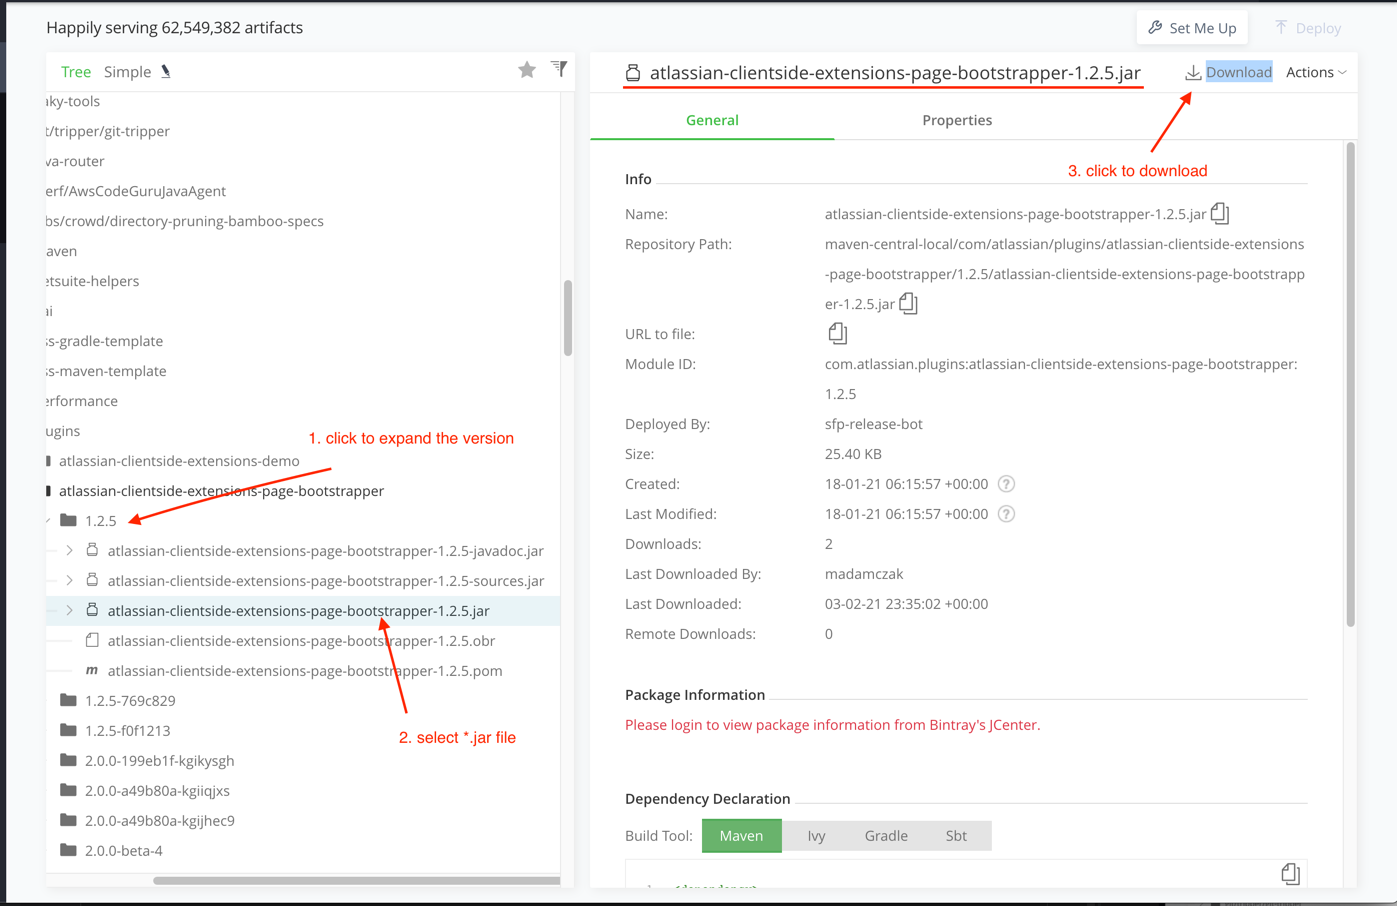 Happily serving 62,549,382 artifacts
Set Me Up
Deploy
Tree Simple
aky-tools
t/tripper/git-tripper
va-router
erf/AwsCodeGuruJavaAgent
bs/crowd/directory-pruning-bamboo-specs
aven
etsuite-helpers
ai
ss-gradle-template
ss-maven-template
erformance
ugins
1. click to expand the version
atlassian-clientside-extensions-demo
atlassian-clientside-extensions-page-bootstrapper
1.2.5
atlassian-clientside-extensions-page-bootstrapper-1.2.5-javadoc.jar
atlassian-clientside-extensions-page-bootstrapper-1.2.5-sources.jar
atlassian-clientside-extensions-page-bootstrapper-1.2.5.jar
atlassian-clientside-extensions-page-bootstrapper-1.2.5.obr
m atlassian-clientside-extensions-page-bootstrapper-1.2.5.pom
1.2.5-769c829
1.2.5-f0f1213
2. select *.jar file
2.0.0-199eb1f-kgikysgh
2.0.0-a49b80a-kgiiqjxs
2.0.0-a49b80a-kgijhec9
2.0.0-beta-4
atlassian-clientside-extensions-page-bootstrapper-1.2.5.jar
Download Actions
General Properties
3. click to download
Info
Name: atlassian-clientside-extensions-page-bootstrapper-1.2.5.jar
Repository Path: maven-central-local/com/atlassian/plugins/atlassian-clientside-extensions
-page-bootstrapper/1.2.5/atlassian-clientside-extensions-page-bootstrapp
er-1.2.5.jar
URL to file:
Module ID: com.atlassian.plugins:atlassian-clientside-extensions-page-bootstrapper:
1.2.5
Deployed By: sfp-release-bot
Size: 25.40 KB
Created: 18-01-21 06:15:57 +00:00 ?
Last Modified: 18-01-21 06:15:57 +00:00 ?
Downloads: 2
Last Downloaded By: madamczak
Last Downloaded: 03-02-21 23:35:02 +00:00
Remote Downloads: 0
Package Information
Please login to view package information from Bintray's JCenter.
Dependency Declaration
Build Tool: Maven Ivy Gradle Sbt